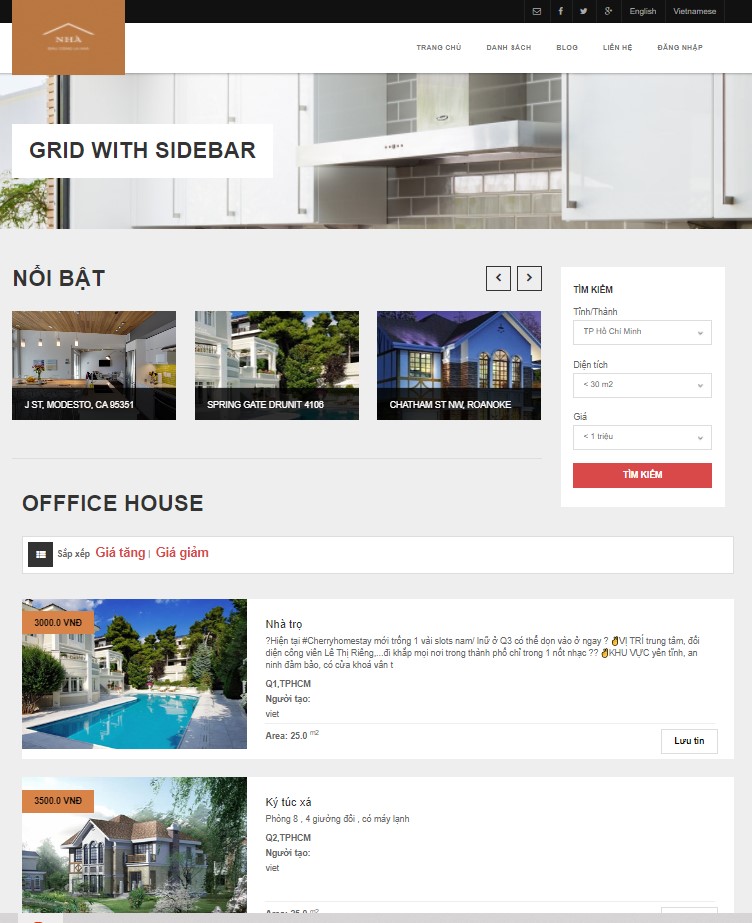 English
Vietnamese
NHÀ
TRANG CHỦ
DANH SÁCH
BLOG
LIÊN HỆ
ĐĂNG NHẬP
GRID WITH SIDEBAR
NỔI BẬT
J ST, MODESTO, CA 95351
SPRING GATE DRUNIT 4106
CHATHAM ST NW, ROANOKE
TÌM KIẾM
Tỉnh/Thành
TP Hồ Chí Minh
Diện tích
< 30 m2
Giá
< 1 triệu
TÌM KIẾM
OFFFICE HOUSE
Sắp xếp Giá tăng | Giá giảm
3000.0 VNĐ
Nhà trọ
?Hiện tại #Cherryhomestay mới trống 1 vài slots nam/ lnữ ở Q3 có thể dọn vào ở ngay ? ✌VỊ TRÍ trung tâm, đối
diện công viên Lê Thị Riêng,...đi khắp mọi nơi trong thành phố chỉ trong 1 nốt nhạc ?? ✌KHU VỰC yên tĩnh, an
ninh đảm bảo, có cửa khoá vân t
Q1,TPHCM
Người tạo:
viet
Area: 25.0 m2
Lưu tin
3500.0 VNĐ
Ký túc xá
Phòng 8 , 4 giường đôi , có máy lạnh
Q2,TPHCM
Người tạo:
viet
Area: 25.0 m2